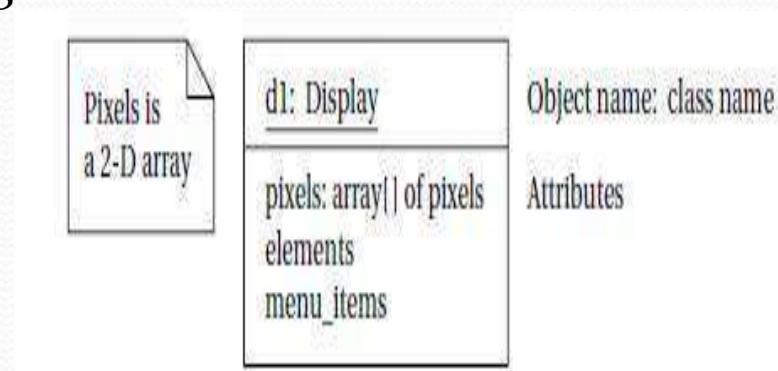 Pixels is
a 2-D array
d1: Display
Object name: class name
pixels: array[] of pixels
Attributes
elements
menu_items